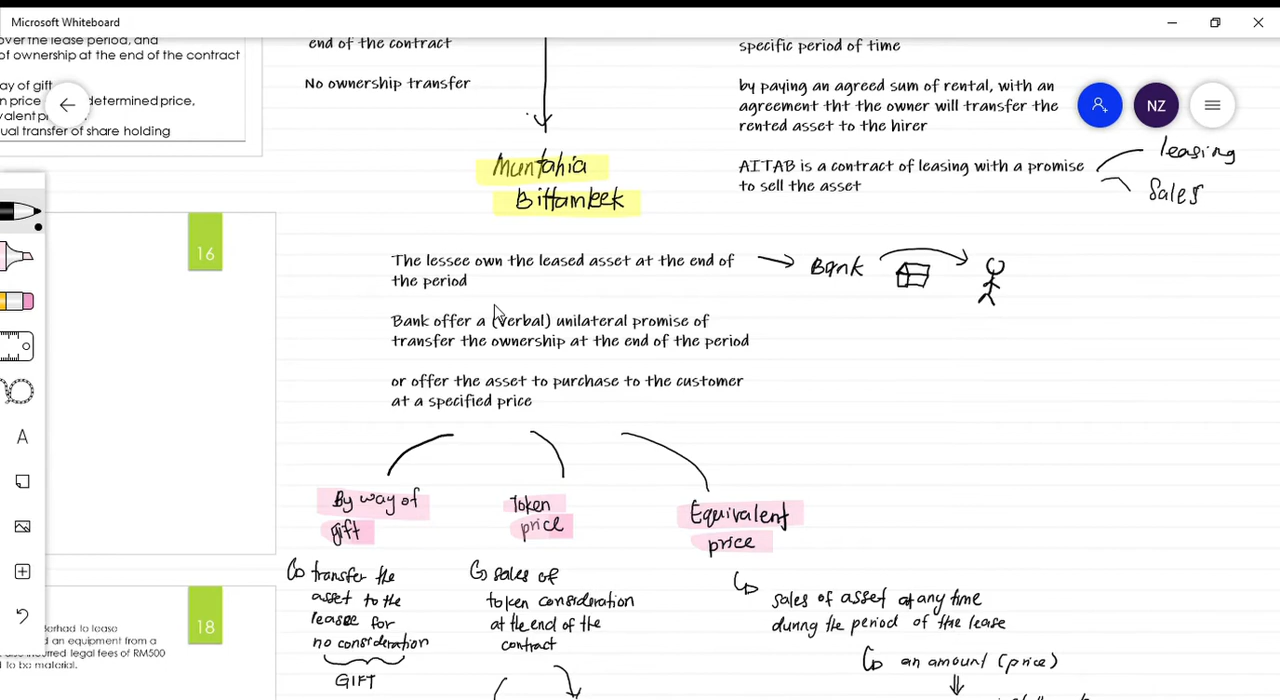 Microsoft Whiteboard
over the lease period, and
of ownership at the end of the contract
ay of gift
n price
determined price,
valent p
ual transfer of share holding
end of the contract
No ownership transfer
Muntahia
Bittamleek
specific period of time
by paying an agreed sum of rental, with an
agreement tht the owner will transfer the
rented asset to the hirer
AITAB is a contract of leasing with a promise
to sell the asset
leasing
Sales
NZ
16
The lessee own the leased asset at the end of
the period
Bank
Bank offer a (verbal) unilateral promise of
transfer the ownership at the end of the period
or offer the asset to purchase to the customer
at a specified price
By way of
gift
Token
price
Equivalent
price
transfer the
asset to the
leasee for
no consideration
GIFT
sales of
token consideration
at the end of the
contract
sales of asset at any time
during the period of the lease
an amount (price)
A
18
erhad to lease
d an equipment from a
urred legal fees of RM500
d to be material.